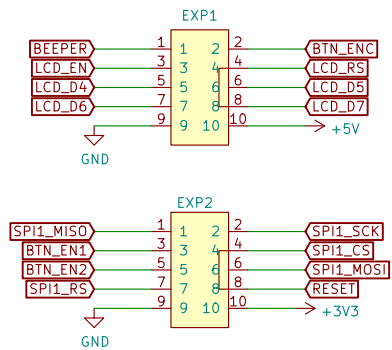 EXP1
BEEPER 1 1 2 2 BTN_ENC
LCD_EN 3 3 4 4 LCD_RS
LCD_D4 5 5 6 6 LCD_D5
LCD_D6 7 7 8 8 LCD_D7
9 9 10 10
GND +5V
EXP2
SPI1_MISO 1 1 2 2 SPI1_SCK
BTN_EN1 3 3 4 4 SPI1_CS
BTN_EN2 5 5 6 6 SPI1_MOSI
SPI1_RS 7 7 8 8 RESET
9 9 10 10
GND +3V3